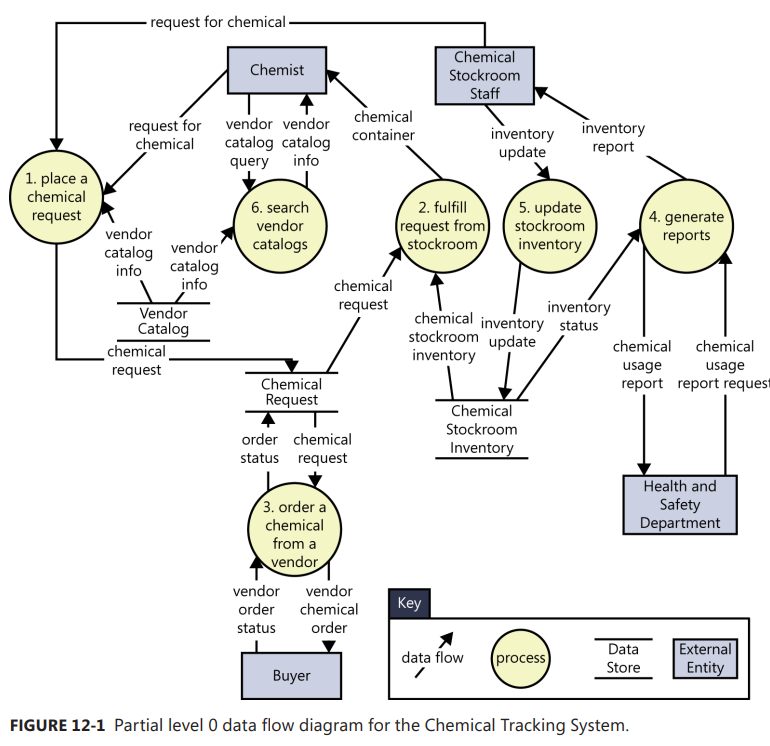 request for chemical
Chemist
Chemical
Stockroom
Staff
request for
chemical
vendor
catalog
query
vendor
catalog
info
chemical
container
inventory
update
inventory
report
1. place a
chemical
request
6. search
vendor
catalogs
2. fulfill
request from
stockroom
5. update
stockroom
inventory
4. generate
reports
vendor
catalog
info
vendor
catalog
info
Vendor
Catalog
chemical
request
chemical
request
chemical
stockroom
inventory
inventory
update
inventory
status
chemical
usage
report
chemical
usage
report request
Chemical
Request
Chemical
Stockroom
Inventory
order
status
chemical
request
Health and
Safety
Department
3. order a
chemical
from a
vendor
vendor
order
status
vendor
chemical
order
Buyer
Key
data flow
process
Data
Store
External
Entity
FIGURE 12-1 Partial level 0 data flow diagram for the Chemical Tracking System.